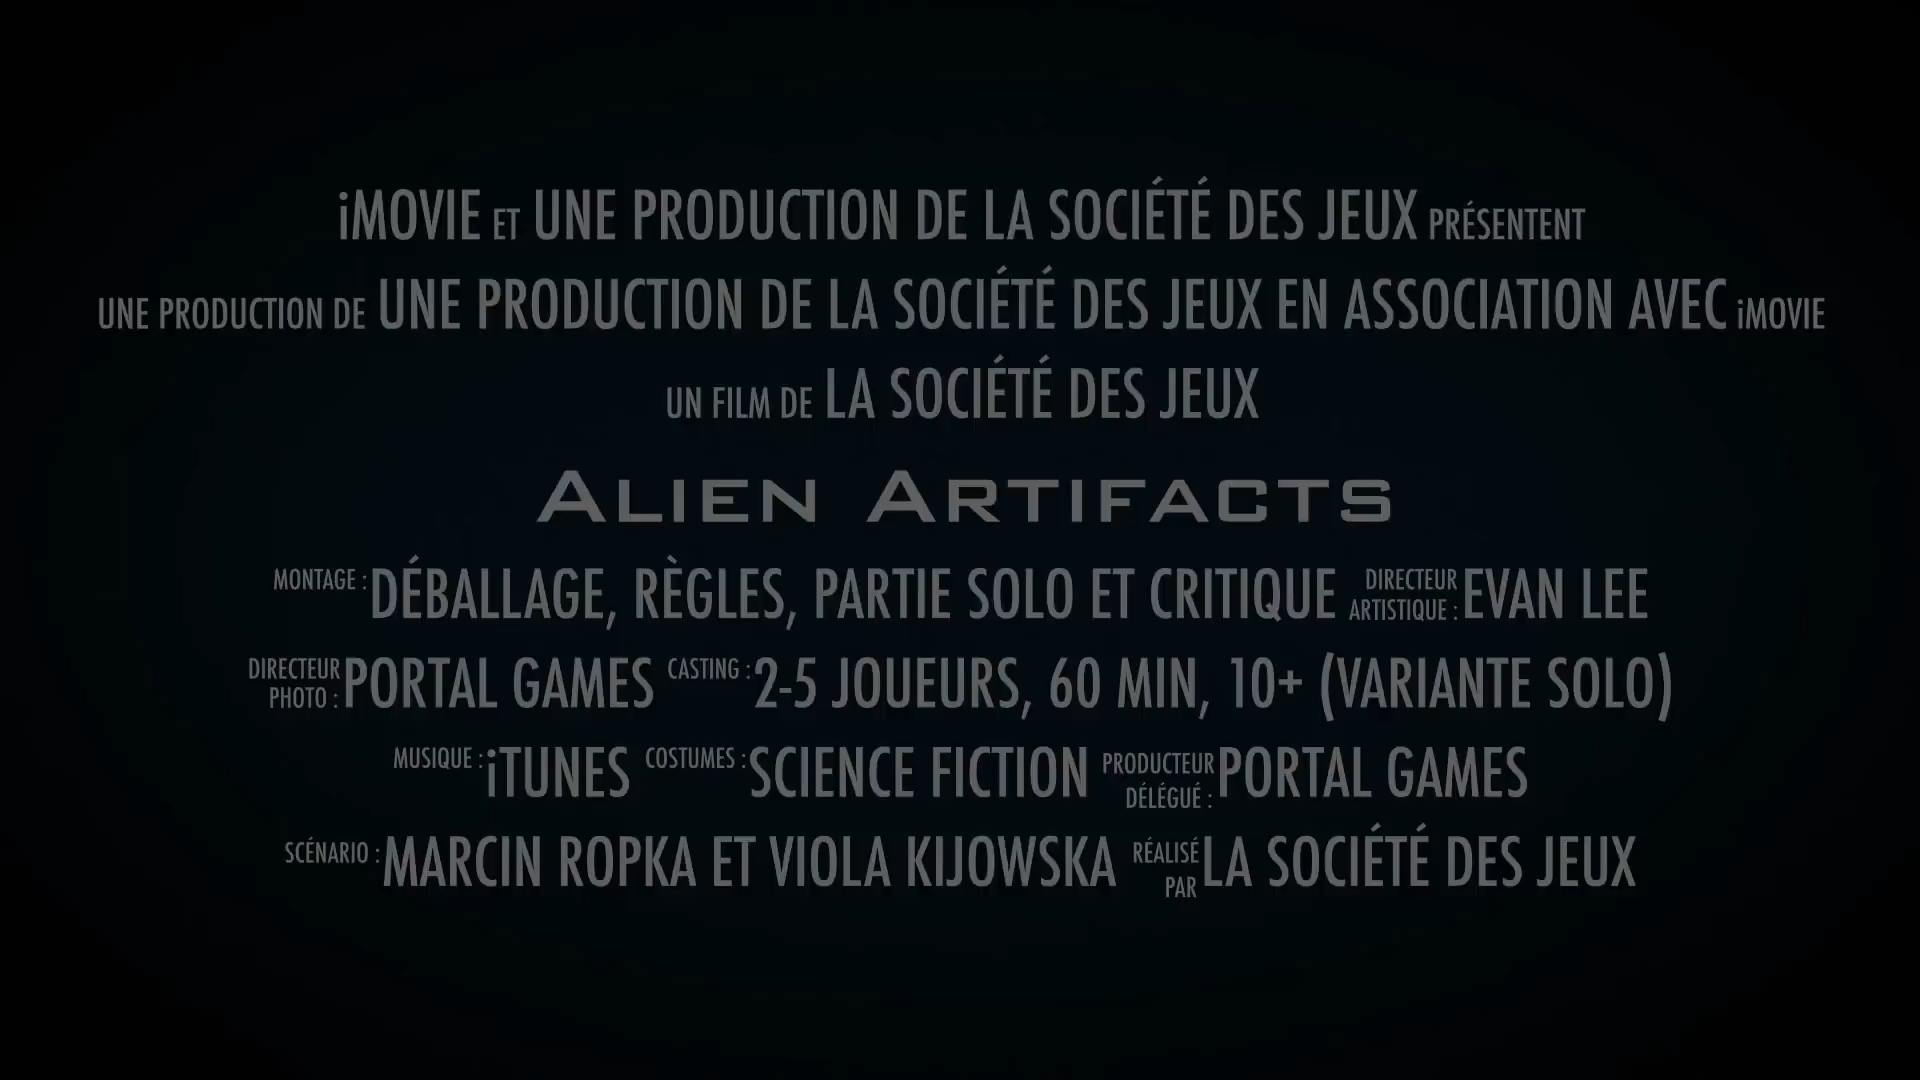 iMOVIE ET UNE PRODUCTION DE LA SOCIÉTÉ DES JEUX PRÉSENTENT
UNE PRODUCTION DE UNE PRODUCTION DE LA SOCIÉTÉ DES JEUX EN ASSOCIATION AVEC iMOVIE
UN FILM DE LA SOCIÉTÉ DES JEUX
ALIEN ARTIFACTS
MONTAGE : DÉBALLAGE, RÈGLES, PARTIE SOLO ET CRITIQUE DIRECTEUR ARTISTIQUE : EVAN LEE
DIRECTEUR PHOTO : PORTAL GAMES CASTING : 2-5 JOUEURS, 60 MIN, 10+ (VARIANTE SOLO)
MUSIQUE : iTUNES COSTUMES : SCIENCE FICTION PRODUCTEUR DÉLÉGUÉ : PORTAL GAMES
SCÉNARIO : MARCIN ROPKA ET VIOLA KIJOWSKA RÉALISÉ PAR LA SOCIÉTÉ DES JEUX